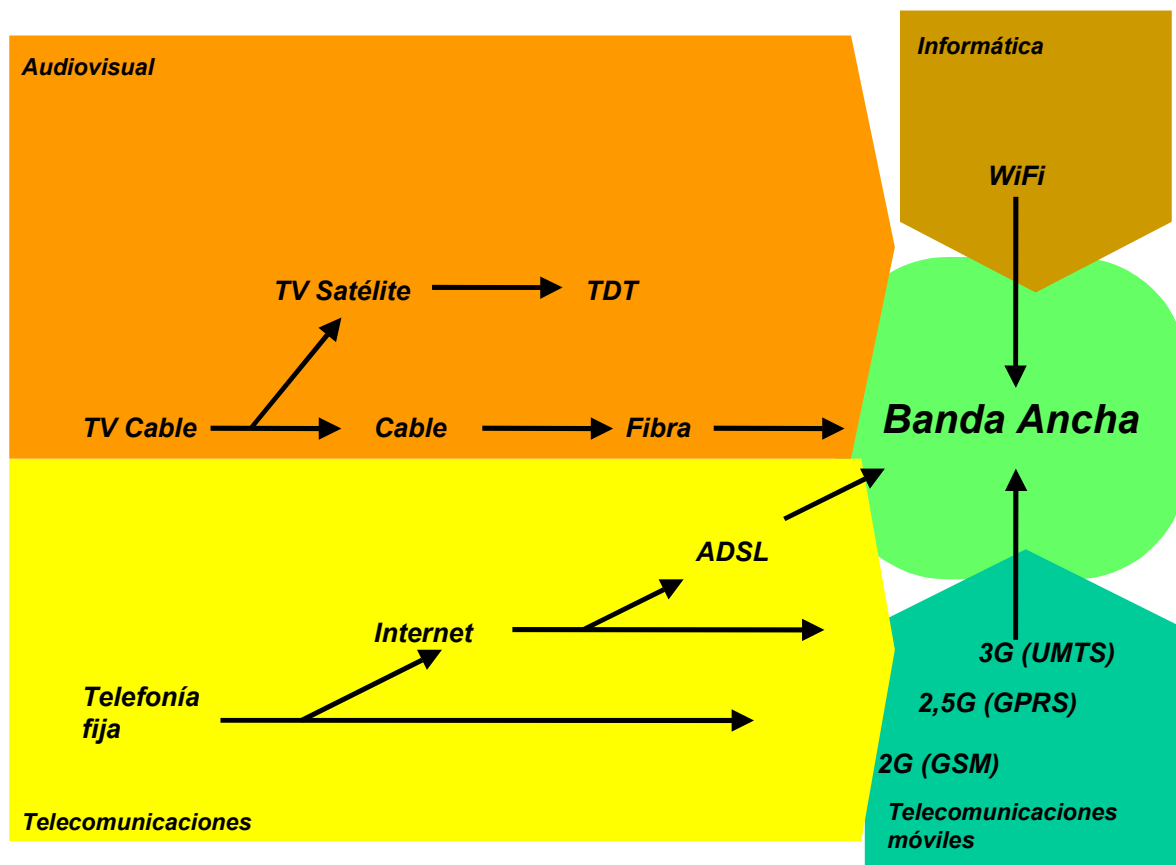 Audiovisual
Informática
WiFi
TV Satélite
TDT
TV Cable
Cable
Fibra
Banda Ancha
ADSL
Internet
Telefonía
fija
3G (UMTS)
2,5G (GPRS)
2G (GSM)
Telecomunicaciones
Telecomunicaciones
móviles